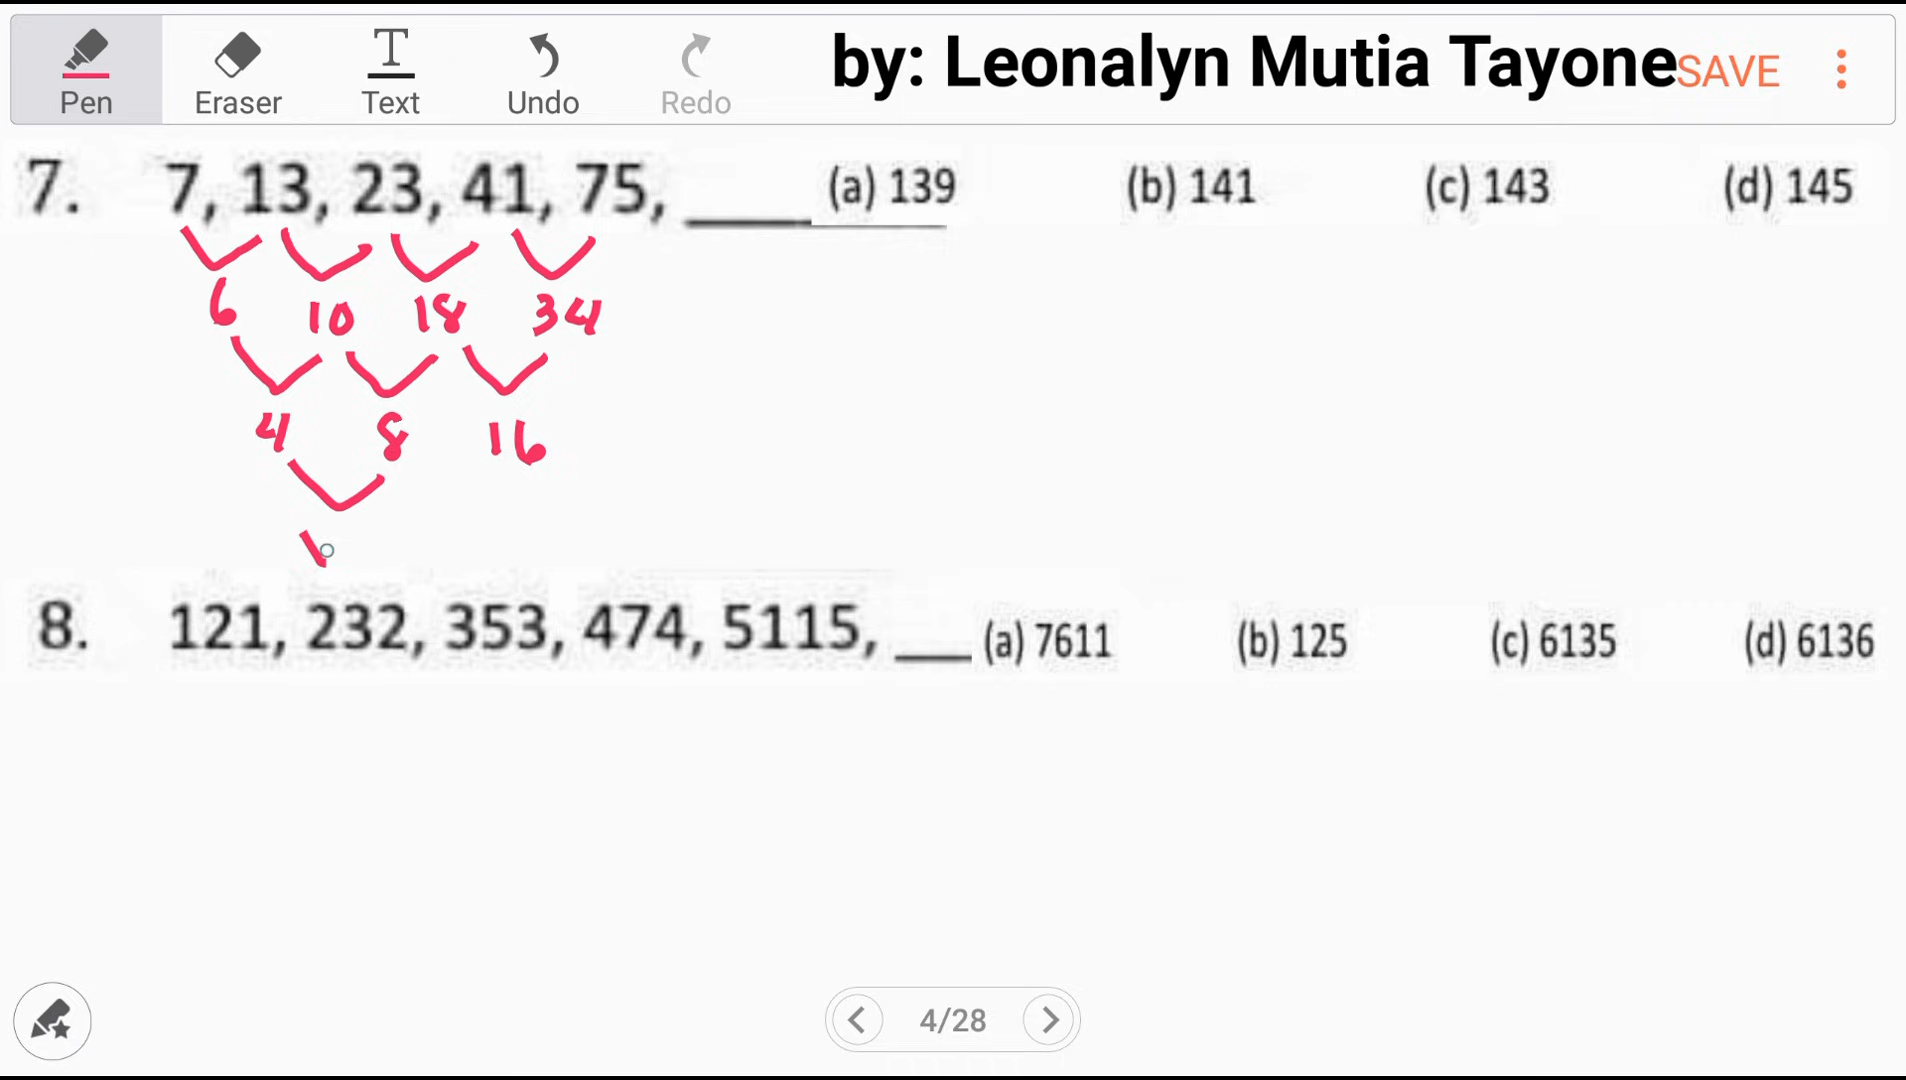 by: Leonalyn Mutia Tayone SAVE
Pen Eraser Text Undo Redo
7. 7, 13, 23, 41, 75, ____ (a) 139 (b) 141 (c) 143 (d) 145
6 10 18 34
4 8 16
8. 121, 232, 353, 474, 5115, ___ (a) 7611 (b) 125 (c) 6135 (d) 6136
4/28